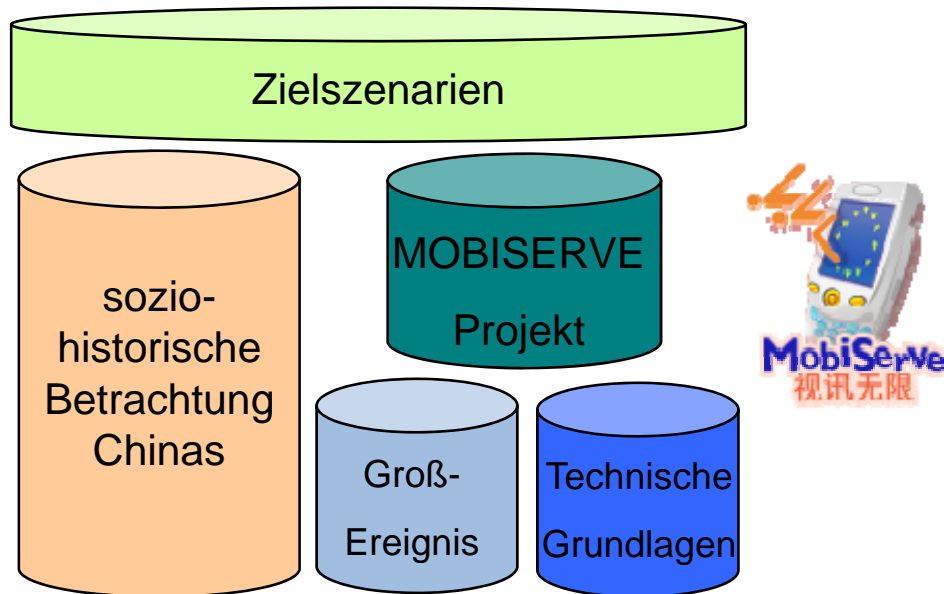 Zielszenarien
sozio-
historische
Betrachtung
Chinas
MOBISERVE
Projekt
Groß-
Ereignis
Technische
Grundlagen
MobiServe
视讯无限